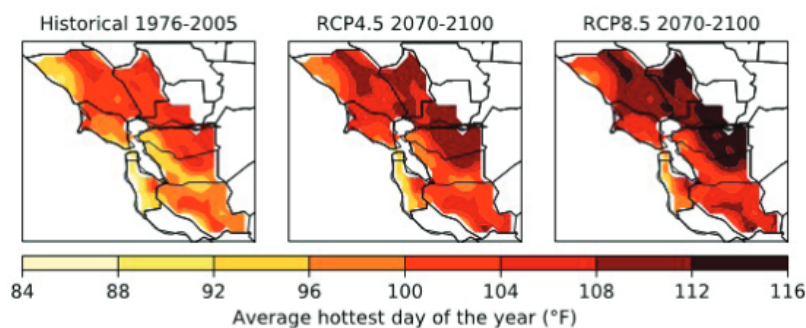 Historical 1976-2005 RCP4.5 2070-2100 RCP8.5 2070-2100
84 88 92 96 100 104 108 112 116
Average hottest day of the year (°F)